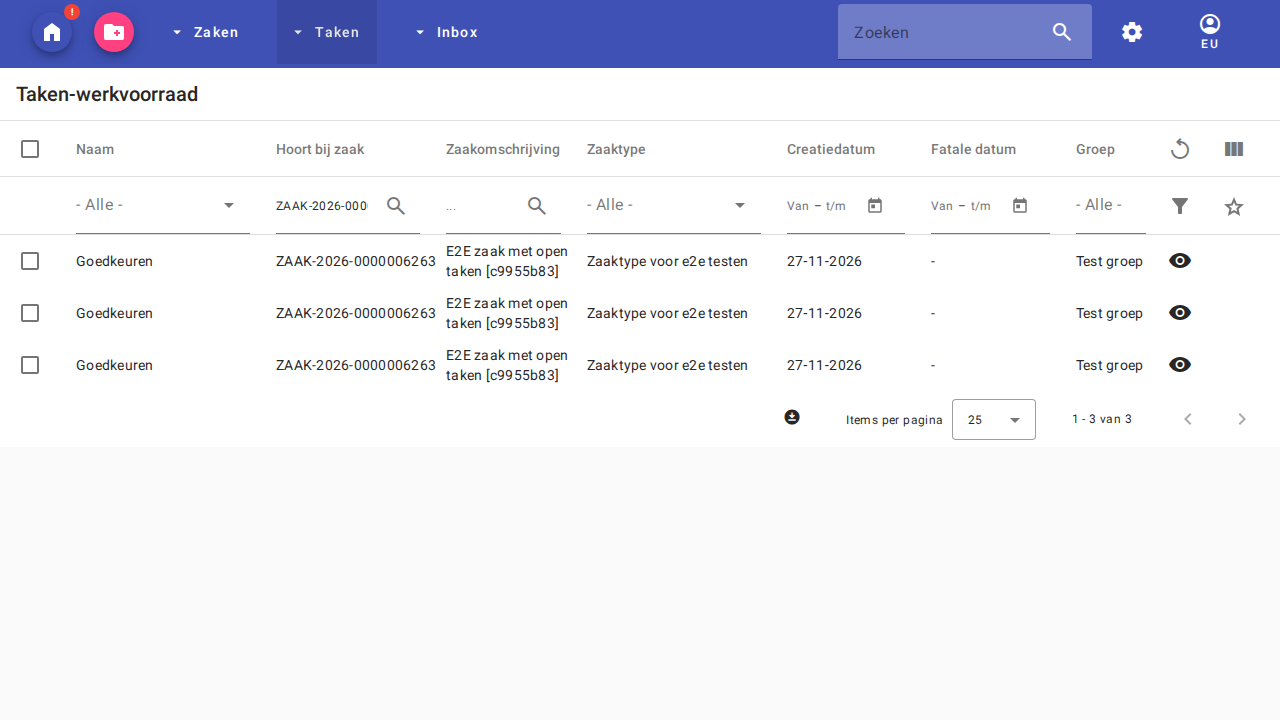 !
Zaken
Taken
Inbox
Zoeken
EU
Taken-werkvoorraad
Naam Hoort bij zaak Zaakomschrijving Zaaktype Creatiedatum Fatale datum Groep
- Alle - ZAAK-2026-000 ... - Alle - Van – t/m Van – t/m - Alle -
Goedkeuren ZAAK-2026-0000006263 E2E zaak met open taken [c9955b83] Zaaktype voor e2e testen 27-11-2026 - Test groep
Goedkeuren ZAAK-2026-0000006263 E2E zaak met open taken [c9955b83] Zaaktype voor e2e testen 27-11-2026 - Test groep
Goedkeuren ZAAK-2026-0000006263 E2E zaak met open taken [c9955b83] Zaaktype voor e2e testen 27-11-2026 - Test groep
Items per pagina 25 1 - 3 van 3